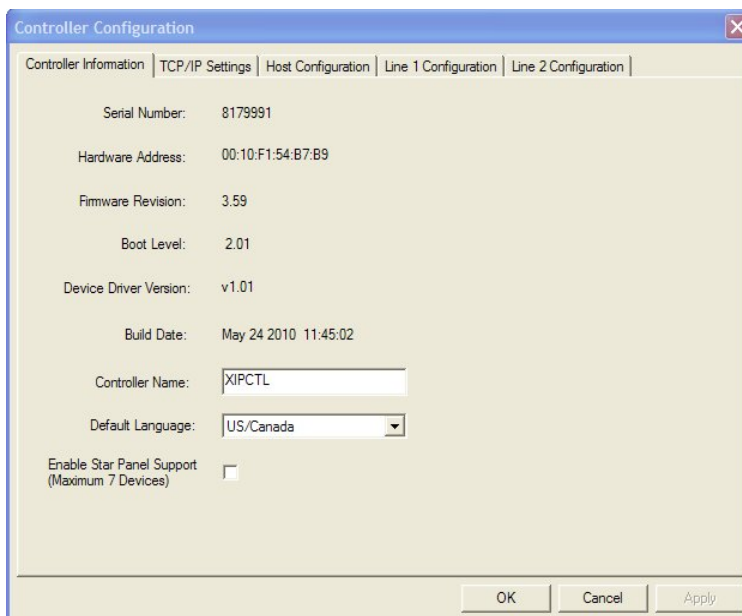 Controller Configuration
Controller Information TCP/IP Settings Host Configuration Line 1 Configuration Line 2 Configuration
Serial Number: 8179991
Hardware Address: 00:10:F1:54:B7:B9
Firmware Revision: 3.59
Boot Level: 2.01
Device Driver Version: v1.01
Build Date: May 24 2010 11:45:02
Controller Name: XIPCTL
Default Language: US/Canada
Enable Star Panel Support
(Maximum 7 Devices)
OK Cancel Apply